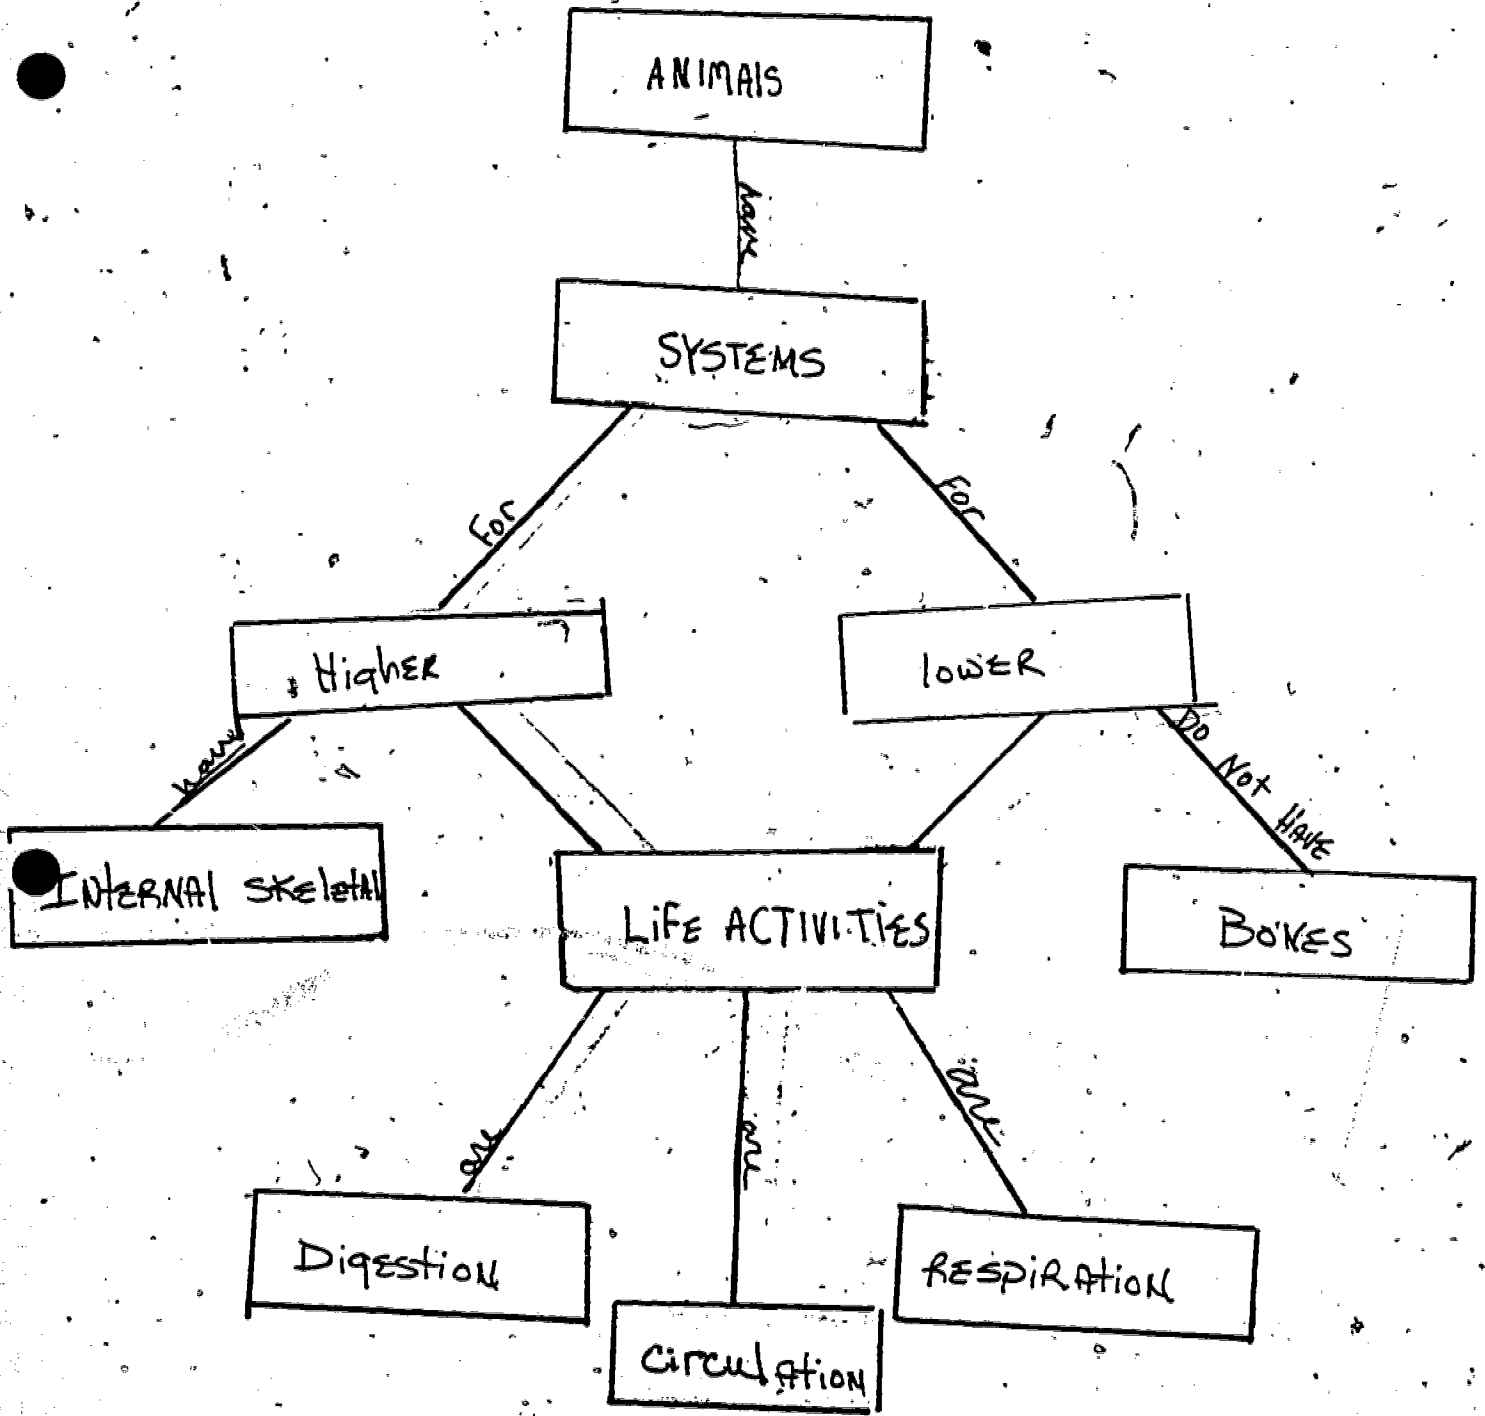 ANIMAlS
have
SYSTEMS
For
For
HigHER
lowER
have
DO NOT HAVE
INTERNAL SKElEtAl
LiFE ACTIVITIES
BONES
are
are
are
DigEStiON
RESPiRAtiON
CirculAtiON